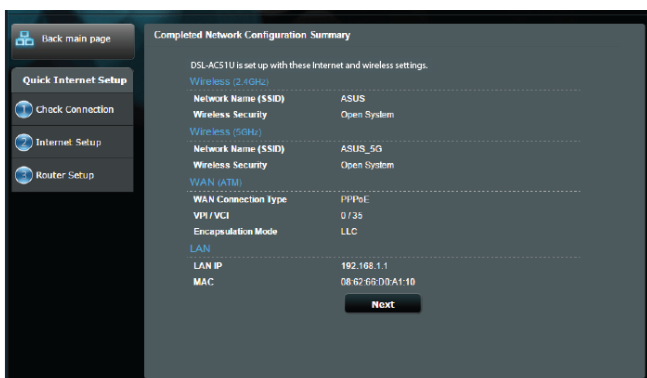 Back main page
Quick Internet Setup
1 Check Connection
2 Internet Setup
3 Router Setup
Completed Network Configuration Summary
DSL-AC51U is set up with these Internet and wireless settings.
Wireless (2.4GHz)
Network Name (SSID) ASUS
Wireless Security Open System
Wireless (5GHz)
Network Name (SSID) ASUS_5G
Wireless Security Open System
WAN (ATM)
WAN Connection Type PPPoE
VPI / VCI 0 / 35
Encapsulation Mode LLC
LAN
LAN IP 192.168.1.1
MAC 08:62:66:D0:A1:10
Next